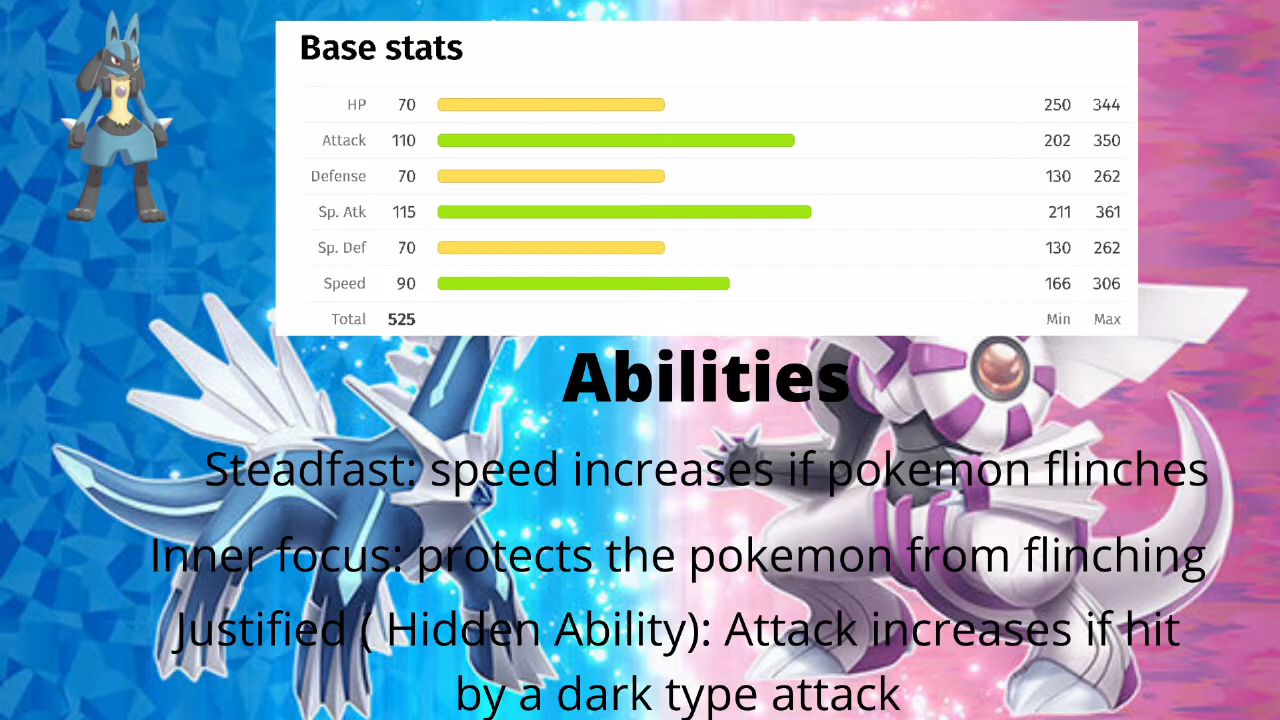 Base stats
HP 70 250 344
Attack 110 202 350
Defense 70 130 262
Sp. Atk 115 211 361
Sp. Def 70 130 262
Speed 90 166 306
Total 525 Min Max
Abilities
Steadfast: speed increases if pokemon flinches
Inner focus: protects the pokemon from flinching
Justified ( Hidden Ability): Attack increases if hit
by a dark type attack